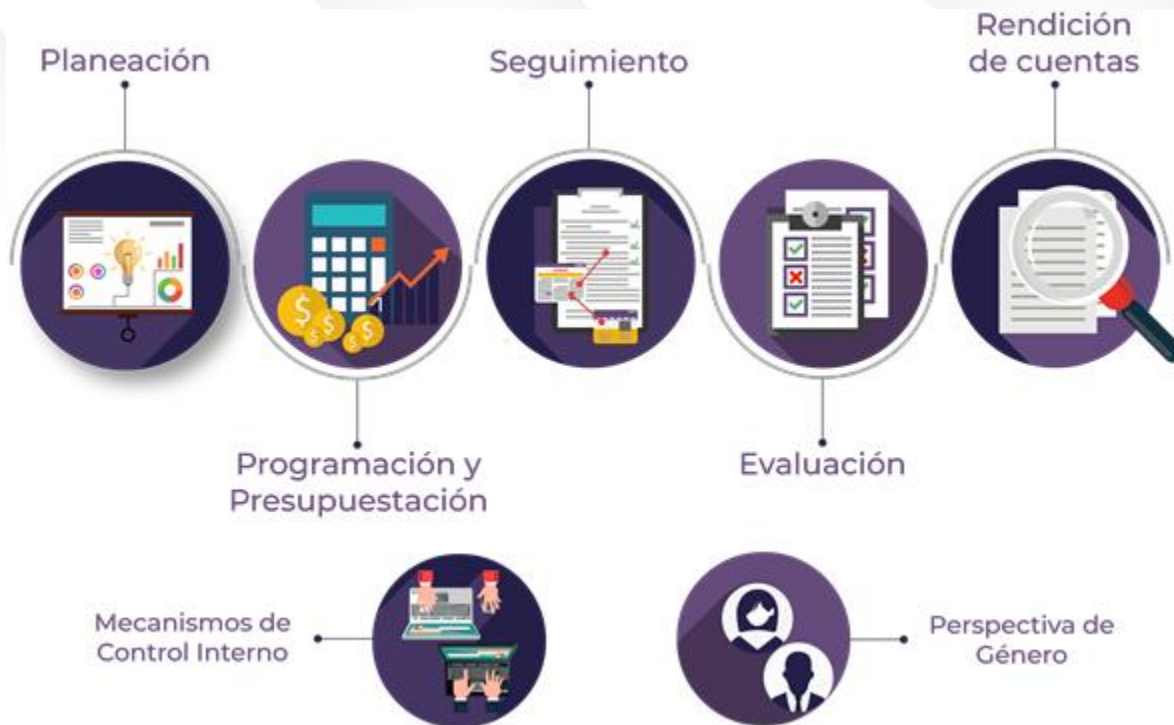 Planeación
Seguimiento
Rendición
de cuentas
Programación y
Presupuestación
Evaluación
Mecanismos de
Control Interno
Perspectiva de
Género